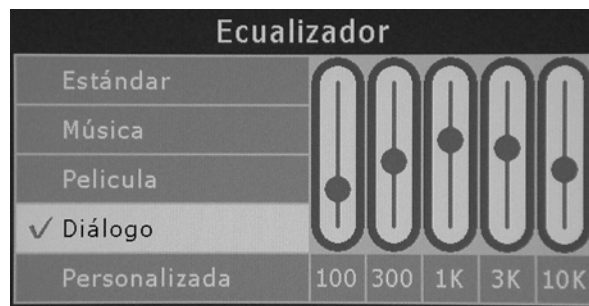 Ecualizador
Estándar
Música
Pelicula
✓ Diálogo
Personalizada 100 300 1K 3K 10K